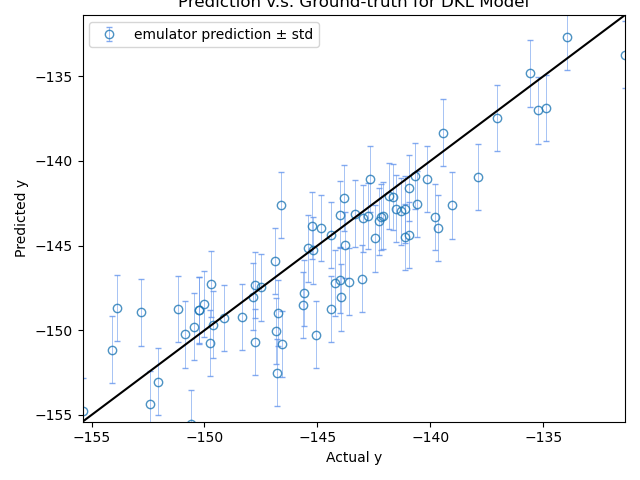 Prediction v.s. Ground-truth for DKL Model
emulator prediction ± std
Predicted y
−135
−140
−145
−150
−155
−155
−150
−145
−140
−135
Actual y